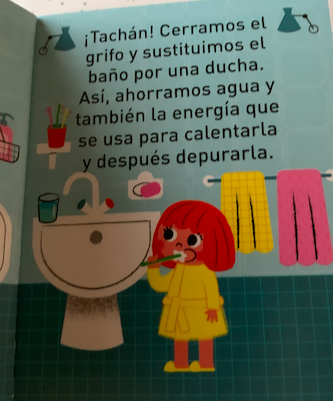 ¡Tachán! Cerramos el
grifo y sustituimos el
baño por una ducha.
Así, ahorramos agua y
también la energía que
se usa para calentarla
y después depurarla.